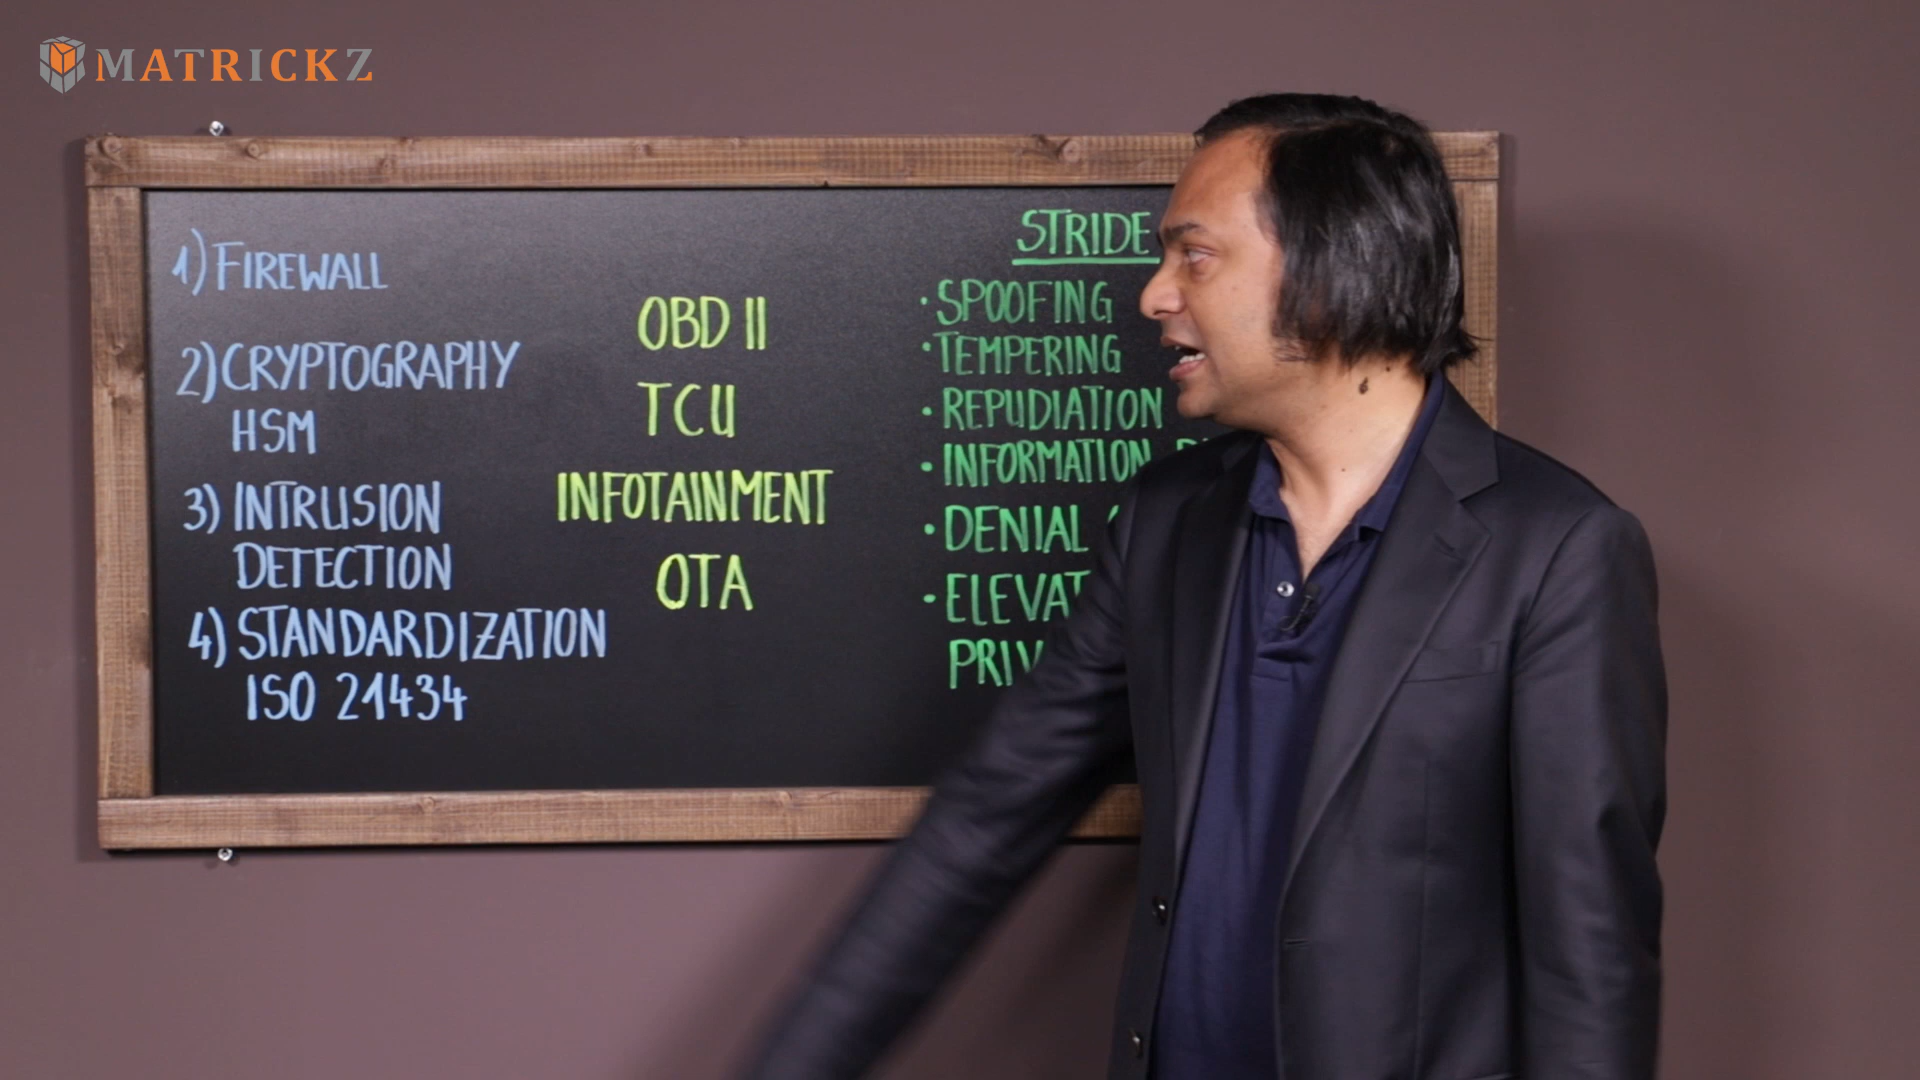 MATRICKZ
1) FIREWALL
2) CRYPTOGRAPHY
HSM
3) INTRUSION
DETECTION
4) STANDARDIZATION
ISO 21434
OBD II
TCU
INFOTAINMENT
OTA
STRIDE
· SPOOFING
· TEMPERING
· REPUDIATION
· INFORMATION
· DENIAL
· ELEVAT
PRIV